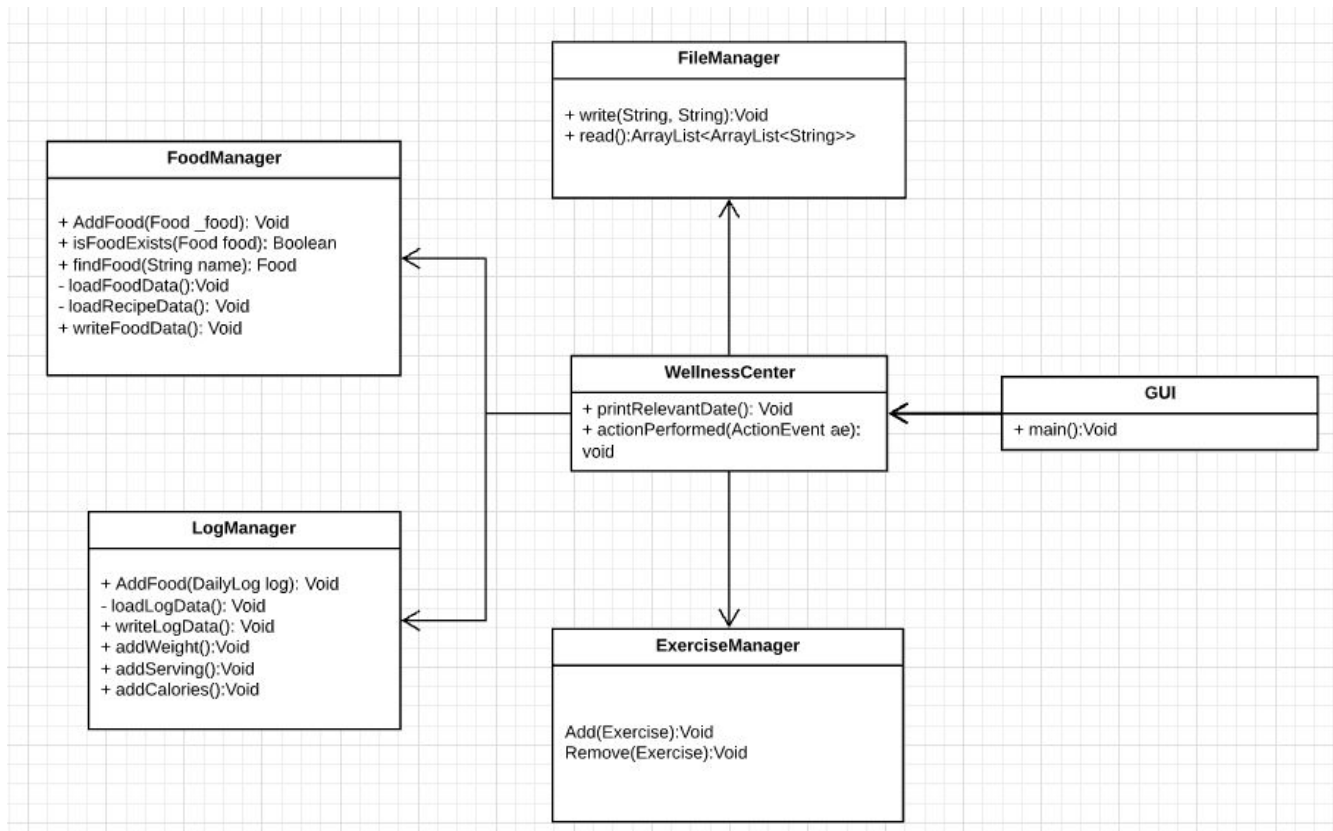 FileManager
+ write(String, String):Void
+ read():ArrayList<ArrayList<String>>
FoodManager
+ AddFood(Food _food): Void
+ isFoodExists(Food food): Boolean
+ findFood(String name): Food
- loadFoodData():Void
- loadRecipeData(): Void
+ writeFoodData(): Void
WellnessCenter
+ printRelevantDate(): Void
+ actionPerformed(ActionEvent ae):
void
GUI
+ main():Void
LogManager
+ AddFood(DailyLog log): Void
- loadLogData(): Void
+ writeLogData(): Void
+ addWeight():Void
+ addServing():Void
+ addCalories():Void
ExerciseManager
Add(Exercise):Void
Remove(Exercise):Void